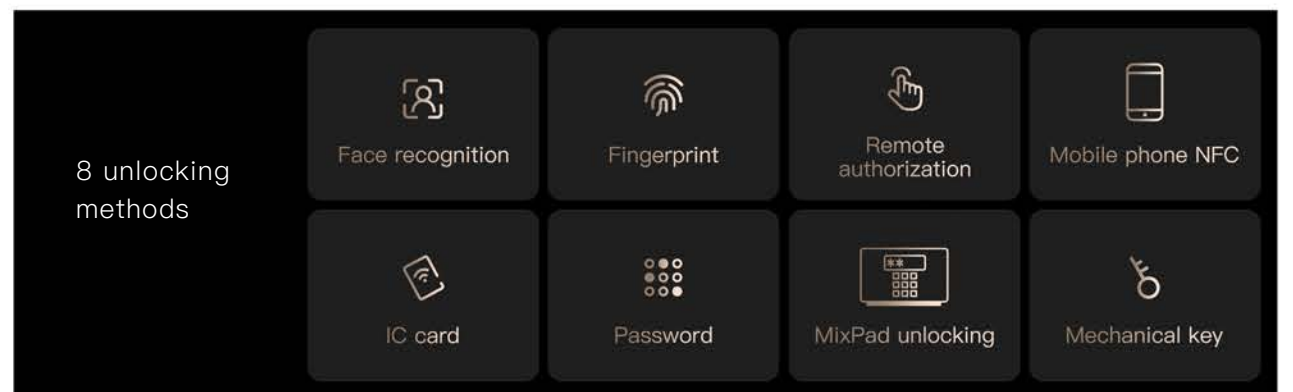 8 unlocking
methods
Face recognition
Fingerprint
Remote
authorization
Mobile phone NFC
IC card
Password
**
MixPad unlocking
Mechanical key